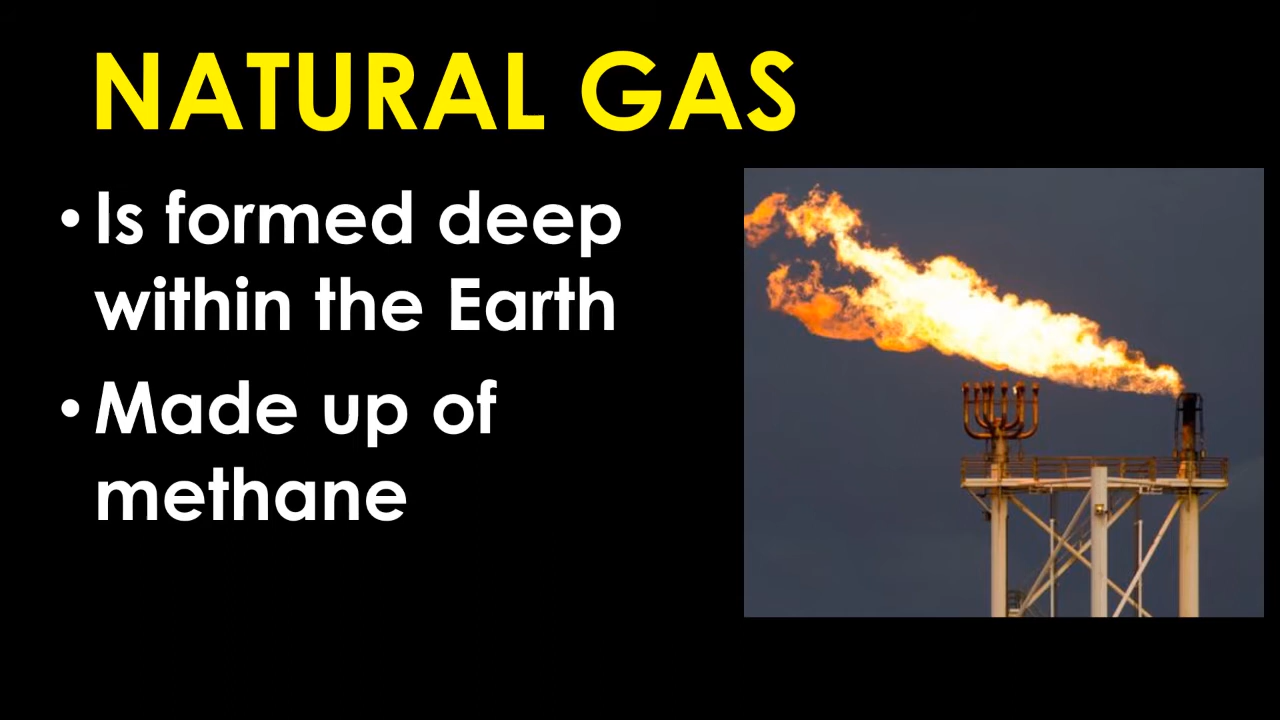 NATURAL GAS
• Is formed deep
within the Earth
• Made up of
methane